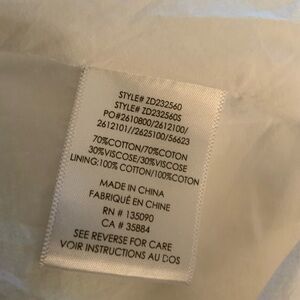 STYLE# ZD232560
STYLE# ZD232560S
PO#2610800/2612100/
2612101//2625100/56623
70%COTTON/70%COTON
30%VISCOSE/30%VISCOSE
LINING:100% COTTON/100%COTON
MADE IN CHINA
FABRIQUÉ EN CHINE
RN # 135090
CA # 35884
SEE REVERSE FOR CARE
VOIR INSTRUCTIONS AU DOS